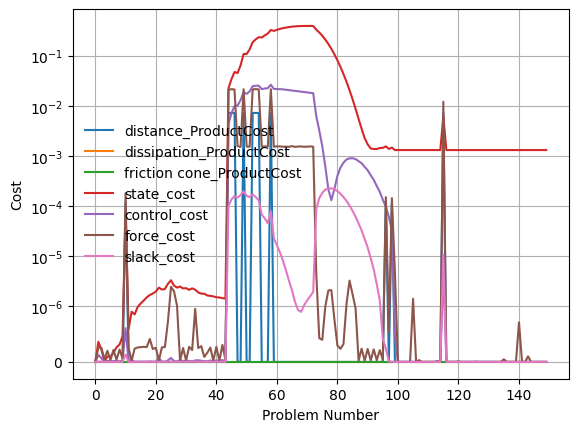 10⁻¹
10⁻²
10⁻³
10⁻⁴
10⁻⁵
10⁻⁶
0
Cost
distance_ProductCost
dissipation_ProductCost
friction cone_ProductCost
state_cost
control_cost
force_cost
slack_cost
0 20 40 60 80 100 120 140
Problem Number